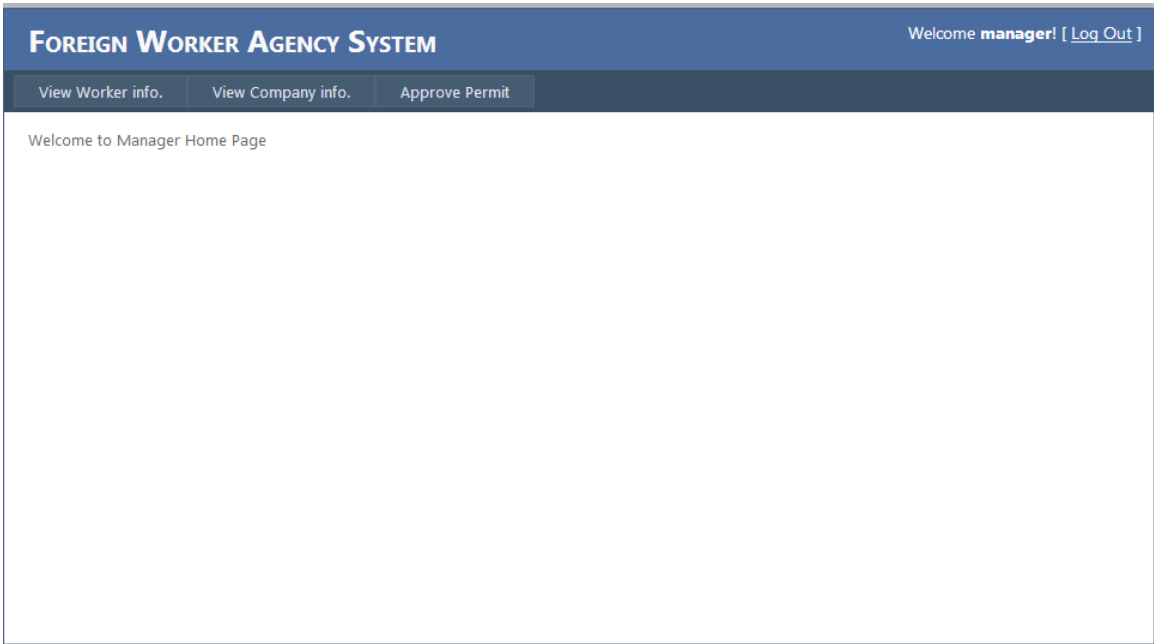 Foreign Worker Agency System
Welcome manager! [ Log Out ]
View Worker info. View Company info. Approve Permit
Welcome to Manager Home Page